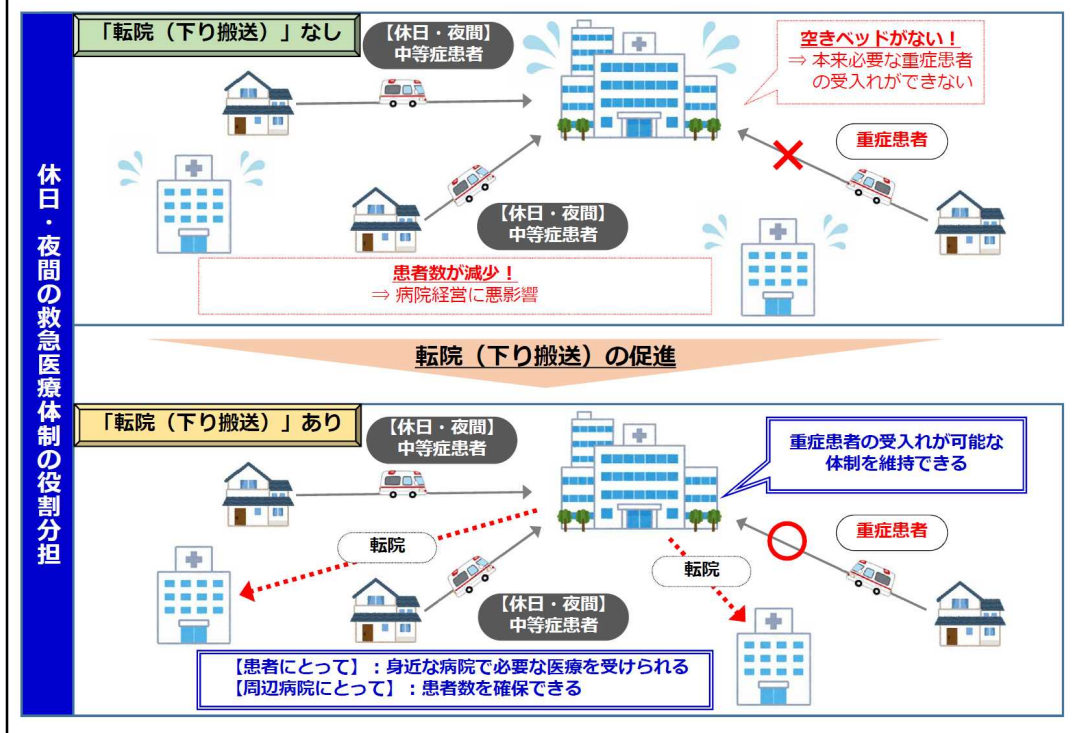 休日・夜間の救急医療体制の役割分担
「転院（下り搬送）」なし
【休日・夜間】
中等症患者
空きベッドがない！
⇒ 本来必要な重症患者
の受入れができない
重症患者
【休日・夜間】
中等症患者
患者数が減少！
⇒ 病院経営に悪影響
転院（下り搬送）の促進
「転院（下り搬送）」あり
【休日・夜間】
中等症患者
重症患者の受入れが可能な
体制を維持できる
重症患者
転院
転院
【休日・夜間】
中等症患者
【患者にとって】：身近な病院で必要な医療を受けられる
【周辺病院にとって】：患者数を確保できる